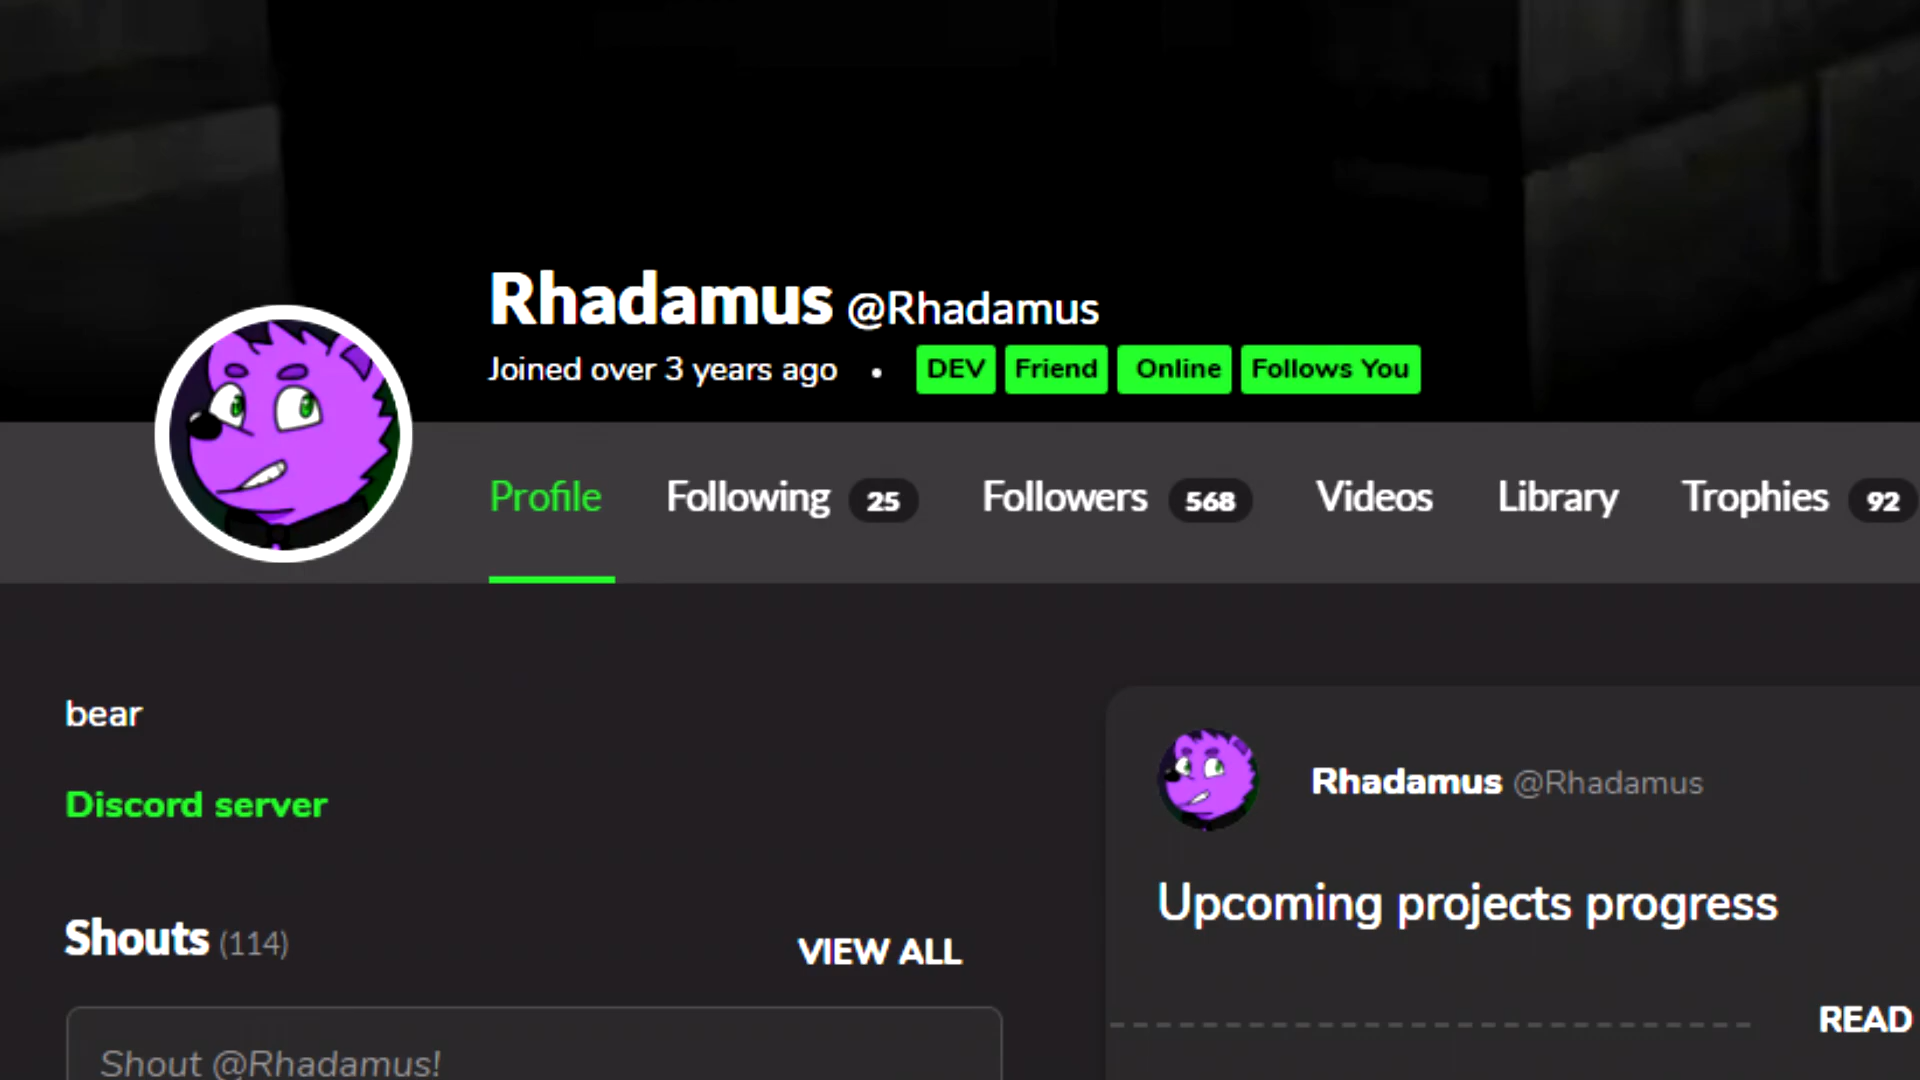 Rhadamus @Rhadamus
Joined over 3 years ago • DEV Friend Online Follows You
Profile Following 25 Followers 568 Videos Library Trophies 92
bear
Discord server
Shouts (114) VIEW ALL
Shout @Rhadamus!
Rhadamus @Rhadamus
Upcoming projects progress
READ